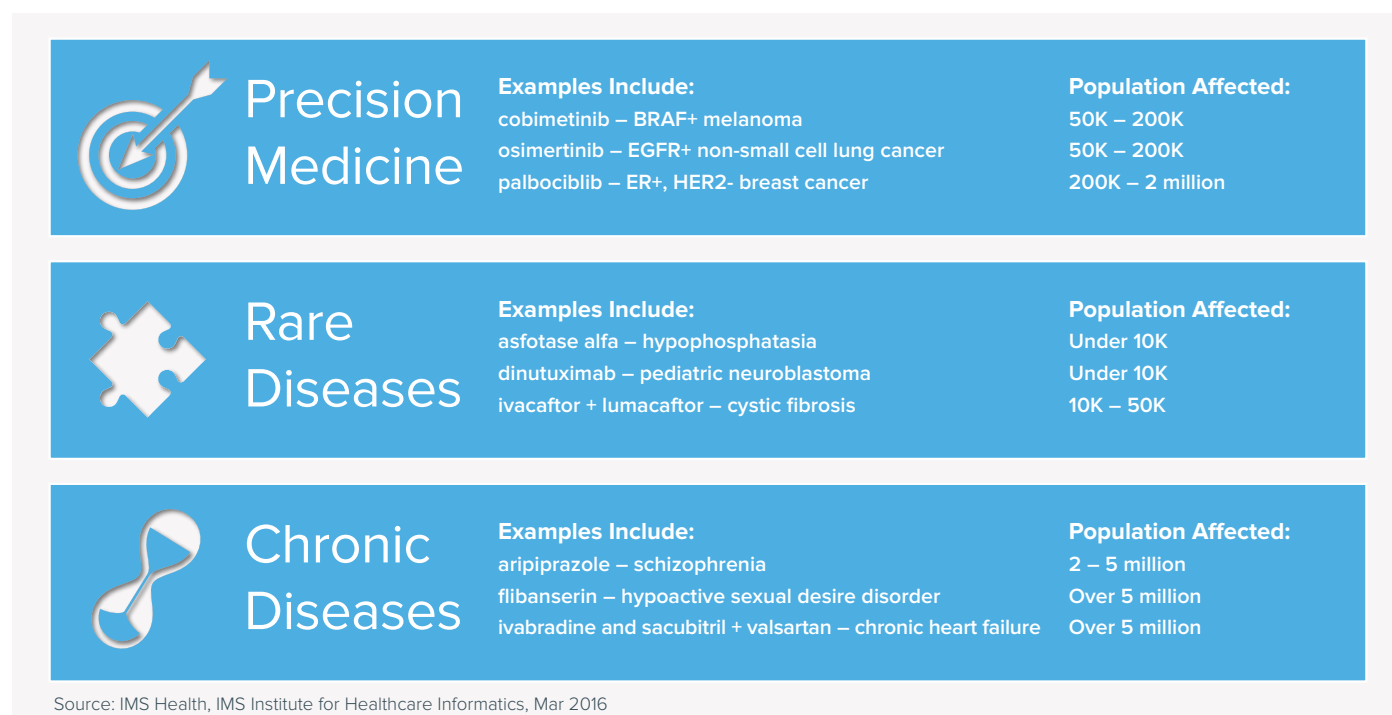 Precision
Medicine
Examples Include:
cobimetinib – BRAF+ melanoma
osimertinib – EGFR+ non-small cell lung cancer
palbociblib – ER+, HER2- breast cancer
Population Affected:
50K – 200K
50K – 200K
200K – 2 million
Rare
Diseases
Examples Include:
asfotase alfa – hypophosphatasia
dinutuximab – pediatric neuroblastoma
ivacaftor + lumacaftor – cystic fibrosis
Population Affected:
Under 10K
Under 10K
10K – 50K
Chronic
Diseases
Examples Include:
aripiprazole – schizophrenia
flibanserin – hypoactive sexual desire disorder
ivabradine and sacubitril + valsartan – chronic heart failure
Population Affected:
2 – 5 million
Over 5 million
Over 5 million
Source: IMS Health, IMS Institute for Healthcare Informatics, Mar 2016